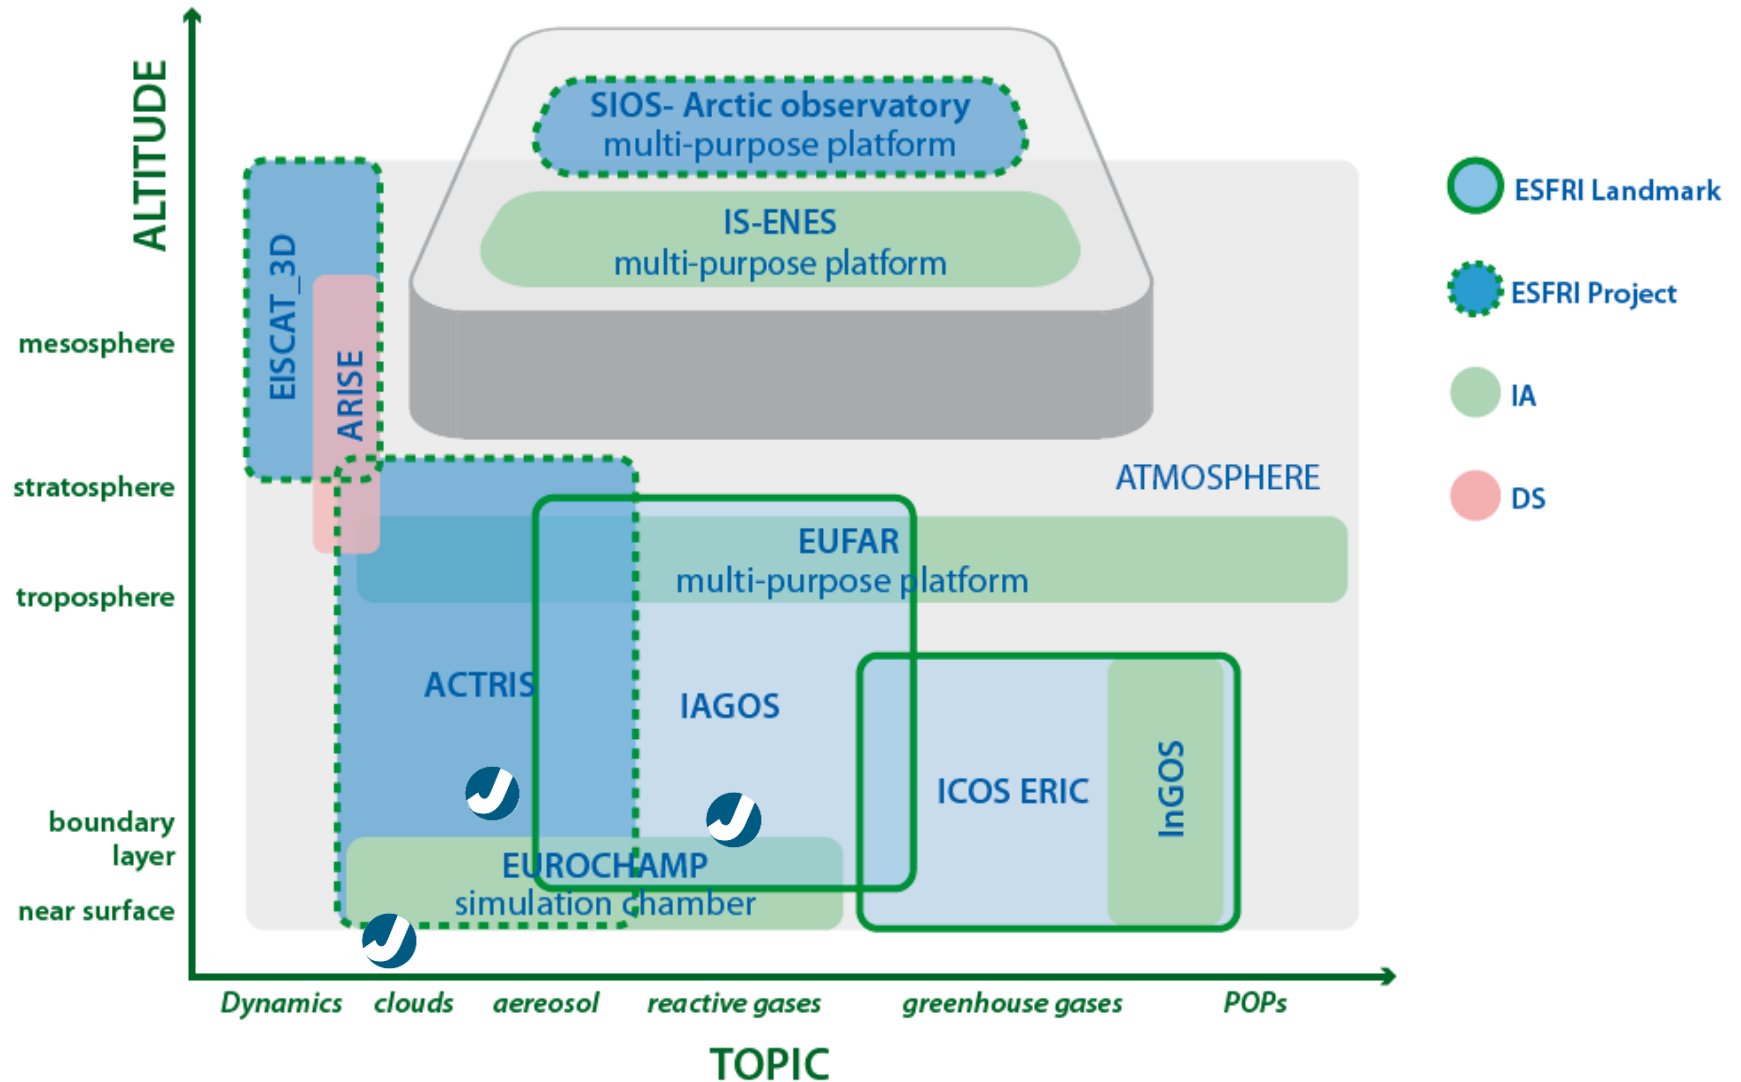 ALTITUDE
SIOS- Arctic observatory
multi-purpose platform
IS-ENES
multi-purpose platform
EISCAT_3D
ARISE
mesosphere
stratosphere
troposphere
boundary
layer
near surface
ATMOSPHERE
EUFAR
multi-purpose platform
ACTRIS
IAGOS
ICOS ERIC
InGOS
EUROCHAMP
simulation chamber
Dynamics
clouds
aereosol
reactive gases
greenhouse gases
POPs
TOPIC
ESFRI Landmark
ESFRI Project
IA
DS